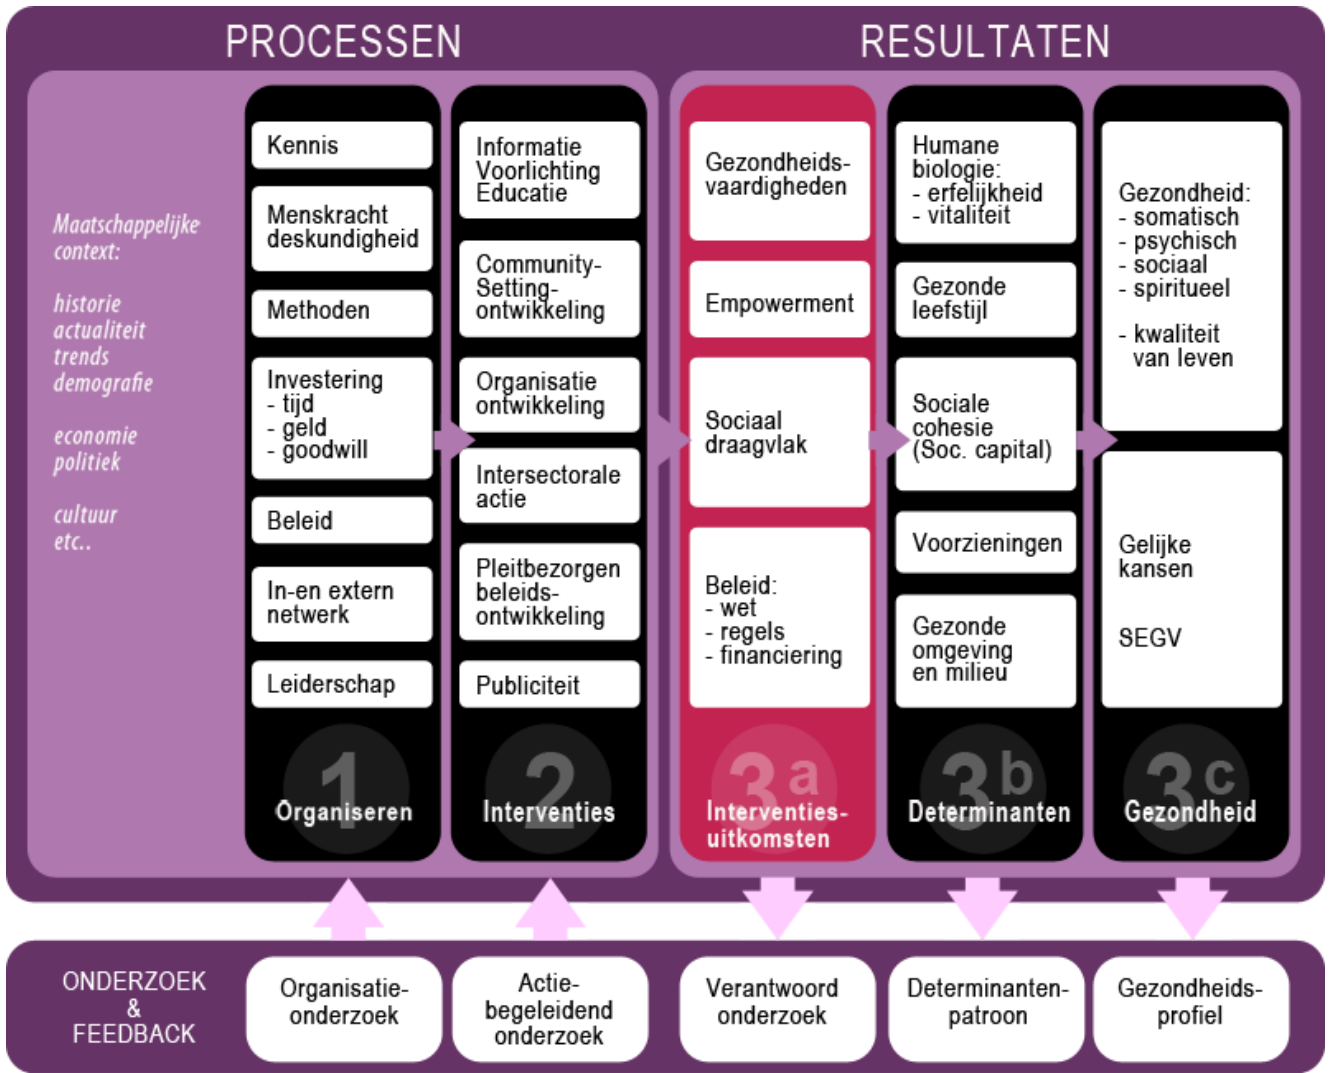 PROCESSEN
RESULTATEN
Maatschappelijke
context:
historie
actualiteit
trends
demografie
economie
politiek
cultuur
etc..
Kennis
Menskracht
deskundigheid
Methoden
Investering
- tijd
- geld
- goodwill
Beleid
In-en extern
netwerk
Leiderschap
1
Organiseren
Informatie
Voorlichting
Educatie
Community-
Setting-
ontwikkeling
Organisatie
ontwikkeling
Intersectorale
actie
Pleitbezorgen
beleids-
ontwikkeling
Publiciteit
2
Interventies
Gezondheids-
vaardigheden
Empowerment
Sociaal
draagvlak
Beleid:
- wet
- regels
- financiering
3a
Interventies-
uitkomsten
Humane
biologie:
- erfelijkheid
- vitaliteit
Gezonde
leefstijl
Sociale
cohesie
(Soc. capital)
Voorzieningen
Gezonde
omgeving
en milieu
3b
Determinanten
Gezondheid:
- somatisch
- psychisch
- sociaal
- spiritueel
- kwaliteit
van leven
Gelijke
kansen
SEGV
3c
Gezondheid
ONDERZOEK
&
FEEDBACK
Organisatie-
onderzoek
Actie-
begeleidend
onderzoek
Verantwoord
onderzoek
Determinanten-
patroon
Gezondheids-
profiel